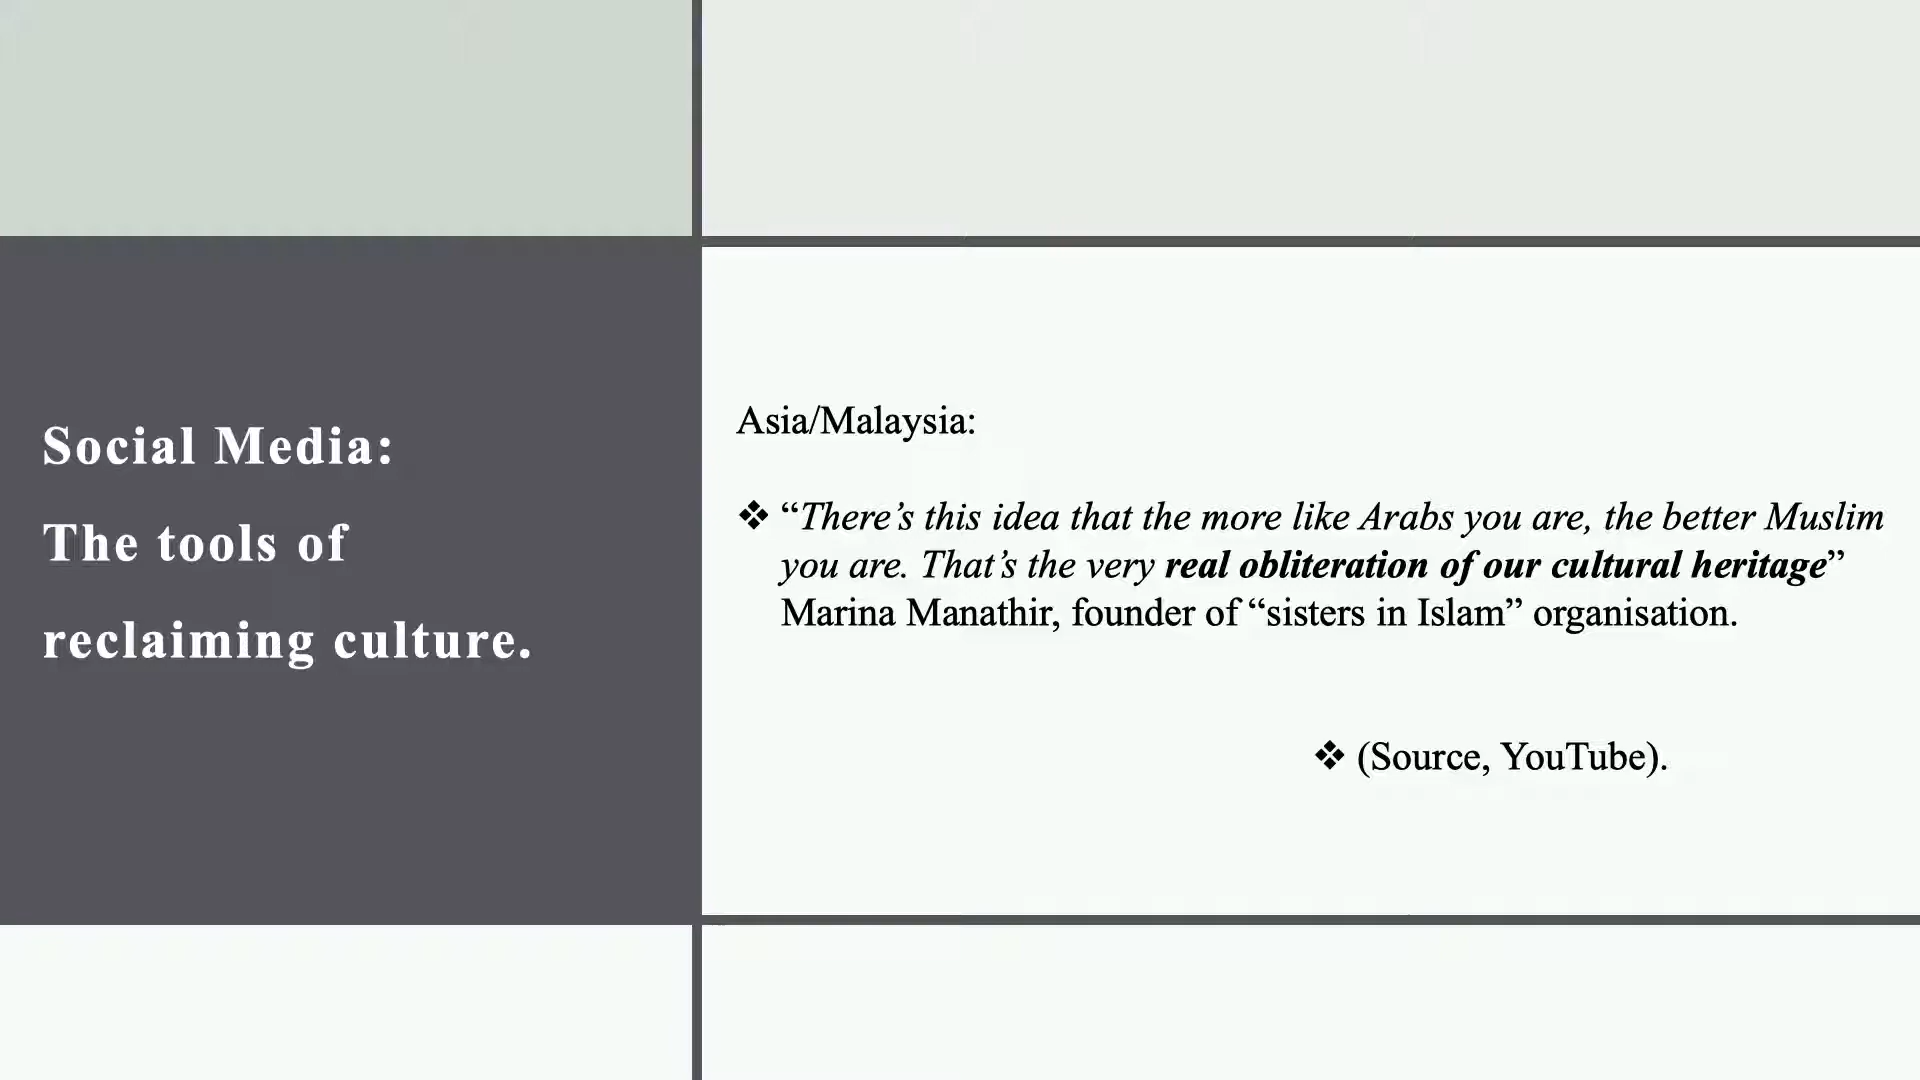 Social Media:
The tools of
reclaiming culture.
Asia/Malaysia:
❖ “There’s this idea that the more like Arabs you are, the better Muslim
you are. That’s the very real obliteration of our cultural heritage”
Marina Manathir, founder of “sisters in Islam” organisation.
❖ (Source, YouTube).